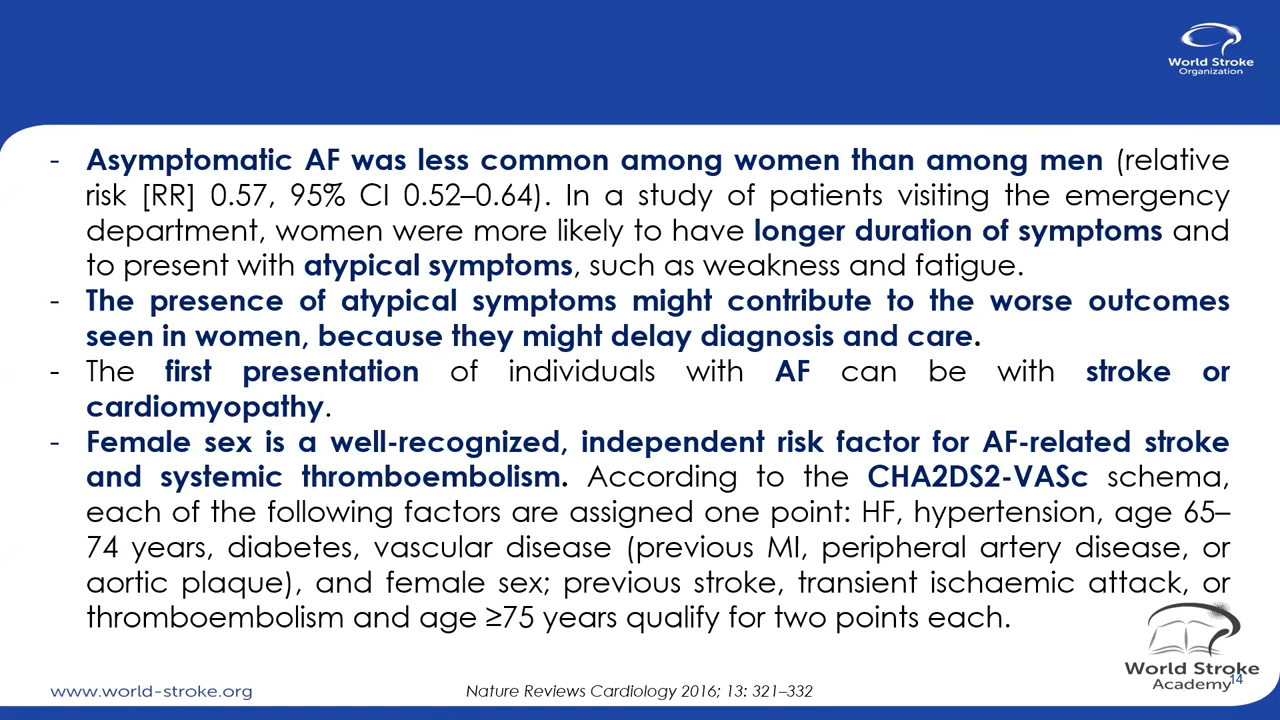 World Stroke
Organization
- Asymptomatic AF was less common among women than among men (relative
risk [RR] 0.57, 95% CI 0.52–0.64). In a study of patients visiting the emergency
department, women were more likely to have longer duration of symptoms and
to present with atypical symptoms, such as weakness and fatigue.
- The presence of atypical symptoms might contribute to the worse outcomes
seen in women, because they might delay diagnosis and care.
- The first presentation of individuals with AF can be with stroke or
cardiomyopathy.
- Female sex is a well-recognized, independent risk factor for AF-related stroke
and systemic thromboembolism. According to the CHA2DS2-VASc schema,
each of the following factors are assigned one point: HF, hypertension, age 65–
74 years, diabetes, vascular disease (previous MI, peripheral artery disease, or
aortic plaque), and female sex; previous stroke, transient ischaemic attack, or
thromboembolism and age ≥75 years qualify for two points each.
World Stroke
Academy
14
www.world-stroke.org
Nature Reviews Cardiology 2016; 13: 321–332